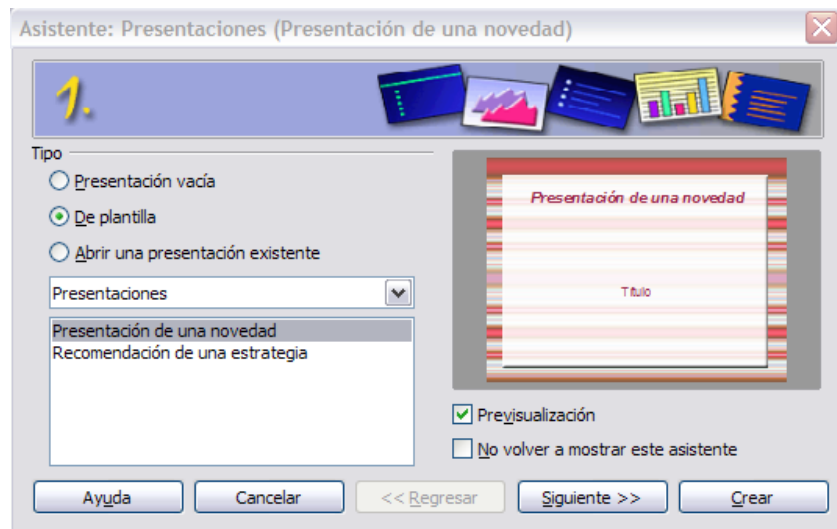 Asistente: Presentaciones (Presentación de una novedad)
1.
Tipo
Presentación vacía
De plantilla
Abrir una presentación existente
Presentaciones
Presentación de una novedad
Recomendación de una estrategia
Presentación de una novedad
Título
Previsualización
No volver a mostrar este asistente
Ayuda
Cancelar
<< Regresar
Siguiente >>
Crear